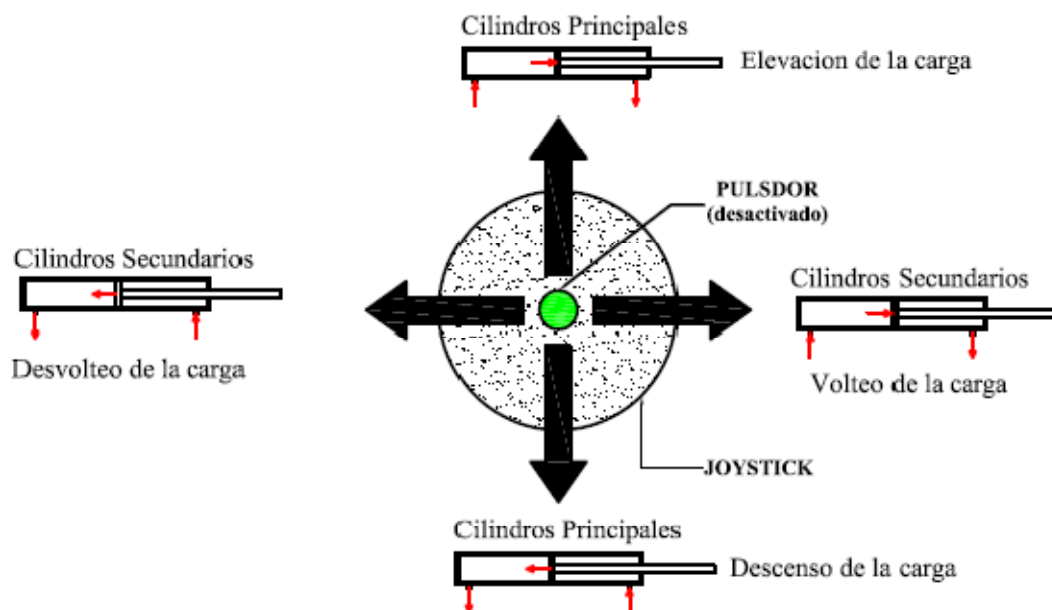 Cilindros Principales
Elevacion de la carga
PULSDOR
(desactivado)
Cilindros Secundarios
Desvolteo de la carga
Cilindros Secundarios
Volteo de la carga
JOYSTICK
Cilindros Principales
Descenso de la carga